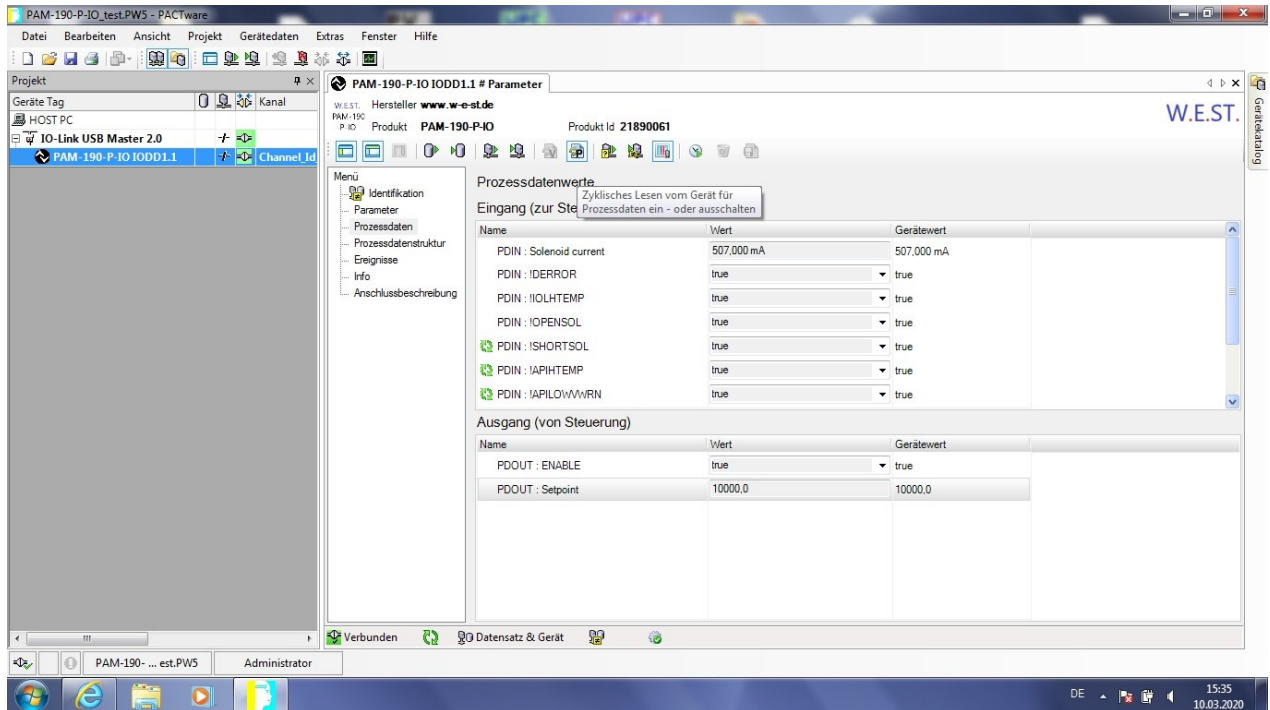 PAM-190-P-IO_test.PW5 - PACTware
Datei Bearbeiten Ansicht Projekt Gerätedaten Extras Fenster Hilfe
Projekt
Geräte Tag Kanal
HOST PC
IO-Link USB Master 2.0
PAM-190-P-IO IODD1.1 Channel_Id
PAM-190-P-IO IODD1.1 # Parameter
W.E.ST.
PAM-190
P-IO
Hersteller www.w-e-st.de
Produkt PAM-190-P-IO Produkt Id 21890061
W.E.ST.
Gerätekatalog
Menü
Identifikation
Parameter
Prozessdaten
Prozessdatenstruktur
Ereignisse
Info
Anschlussbeschreibung
Prozessdatenwerte
Zyklisches Lesen vom Gerät für
Prozessdaten ein - oder ausschalten
Eingang (zur Ste
Name Wert Gerätewert
PDIN : Solenoid current 507,000 mA 507,000 mA
PDIN : !DERROR true true
PDIN : !IOLHTEMP true true
PDIN : !OPENSOL true true
PDIN : !SHORTSOL true true
PDIN : !APIHTEMP true true
PDIN : !APILOWVWRN true true
Ausgang (von Steuerung)
Name Wert Gerätewert
PDOUT : ENABLE true true
PDOUT : Setpoint 10000,0 10000,0
Verbunden Datensatz & Gerät
PAM-190- ... est.PW5 Administrator
DE 15:35
10.03.2020